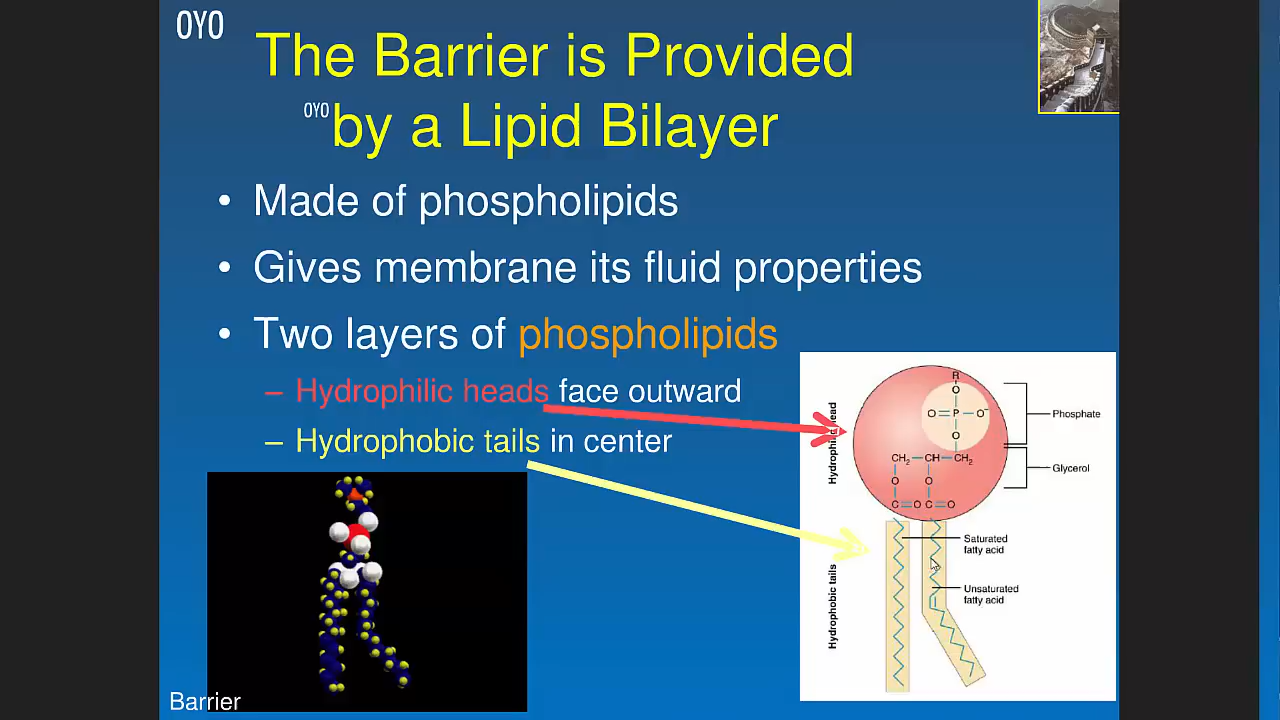 OYO
The Barrier is Provided
OYO
by a Lipid Bilayer
• Made of phospholipids
• Gives membrane its fluid properties
• Two layers of phospholipids
– Hydrophilic heads face outward
– Hydrophobic tails in center
Hydrophilic head
R
O
O=P–O⁻
O
CH₂–CH–CH₂
O O
C=O C=O
Phosphate
Glycerol
Hydrophobic tails
Saturated
fatty acid
Unsaturated
fatty acid
Barrier